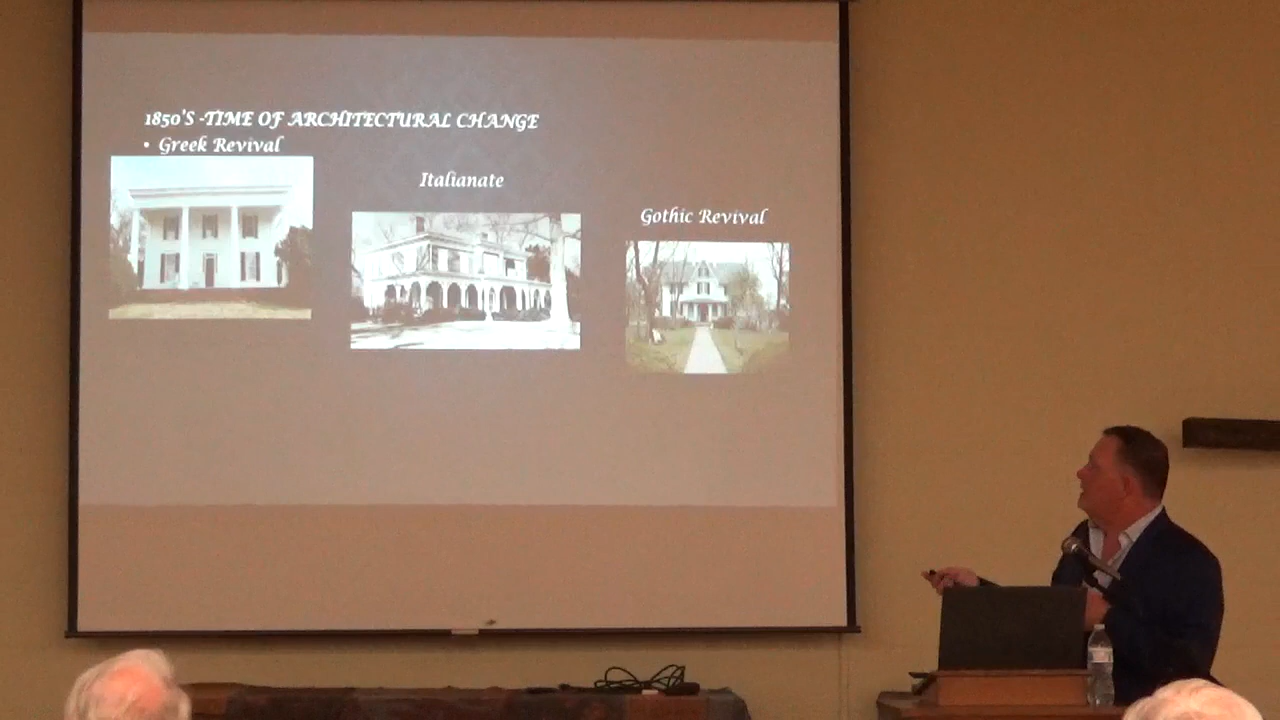 1850'S -TIME OF ARCHITECTURAL CHANGE
• Greek Revival
Italianate
Gothic Revival